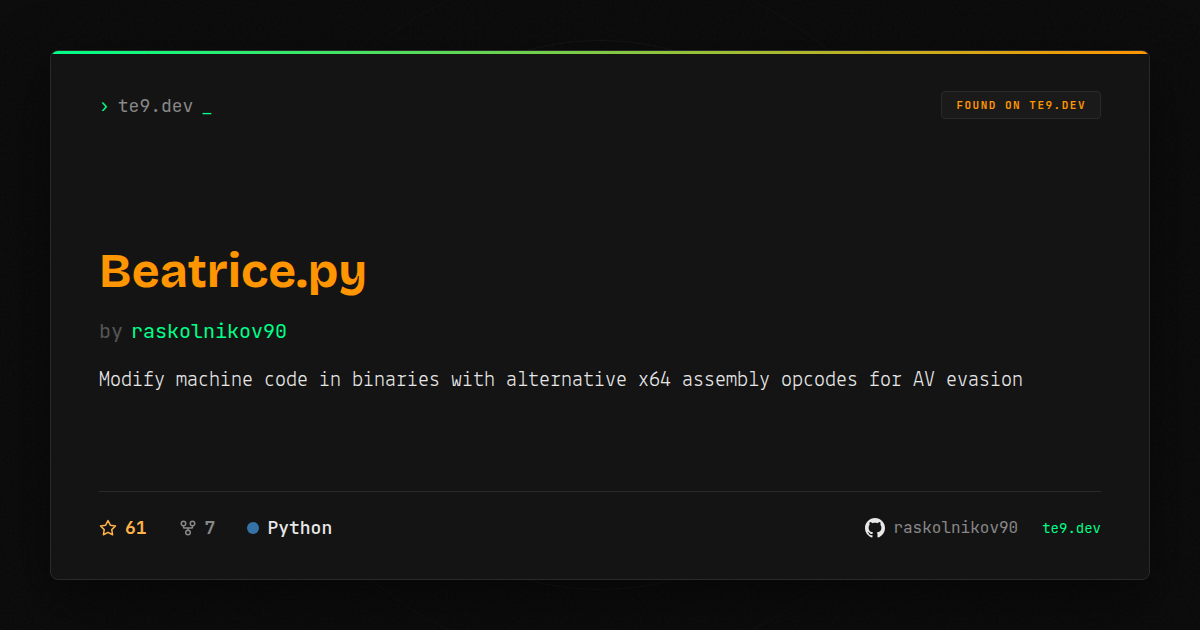 › te9.dev _
FOUND ON TE9.DEV
Beatrice.py
by raskolnikov90
Modify machine code in binaries with alternative x64 assembly opcodes for AV evasion
61 7 Python
raskolnikov90 te9.dev